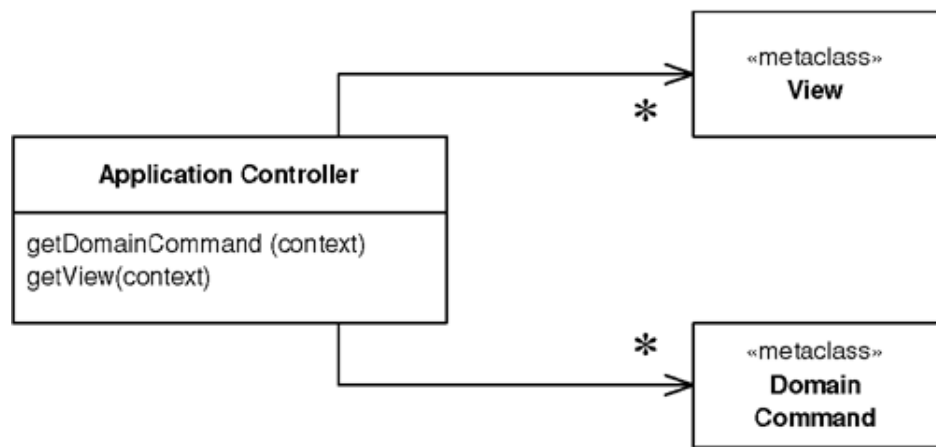 «metaclass»
View
*
Application Controller
getDomainCommand (context)
getView(context)
*
«metaclass»
Domain
Command